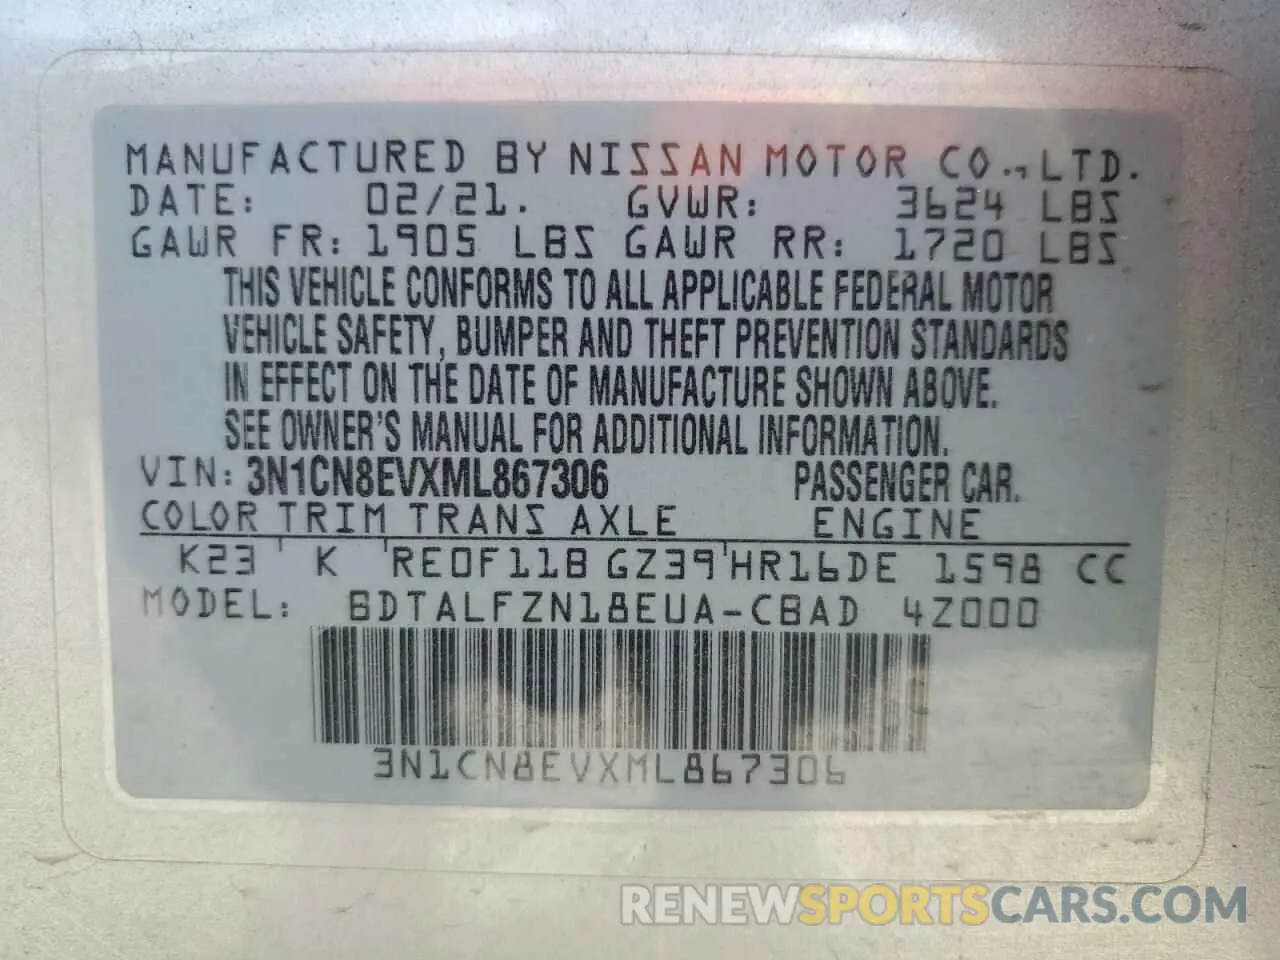 MANUFACTURED BY NISSAN MOTOR CO., LTD.
DATE: 02/21. GVWR: 3624 LBS
GAWR FR: 1905 LBS GAWR RR: 1720 LBS
THIS VEHICLE CONFORMS TO ALL APPLICABLE FEDERAL MOTOR
VEHICLE SAFETY, BUMPER AND THEFT PREVENTION STANDARDS
IN EFFECT ON THE DATE OF MANUFACTURE SHOWN ABOVE.
SEE OWNER'S MANUAL FOR ADDITIONAL INFORMATION.
VIN: 3N1CN8EVXML867306 PASSENGER CAR.
COLOR TRIM TRANS AXLE ENGINE
K23 K RE0F11B GZ39 HR16DE 1598 CC
MODEL: BDTALFZN18EUA-CBAD 4Z000
3N1CN8EVXML867306
RENEWSPORTSCARS.COM